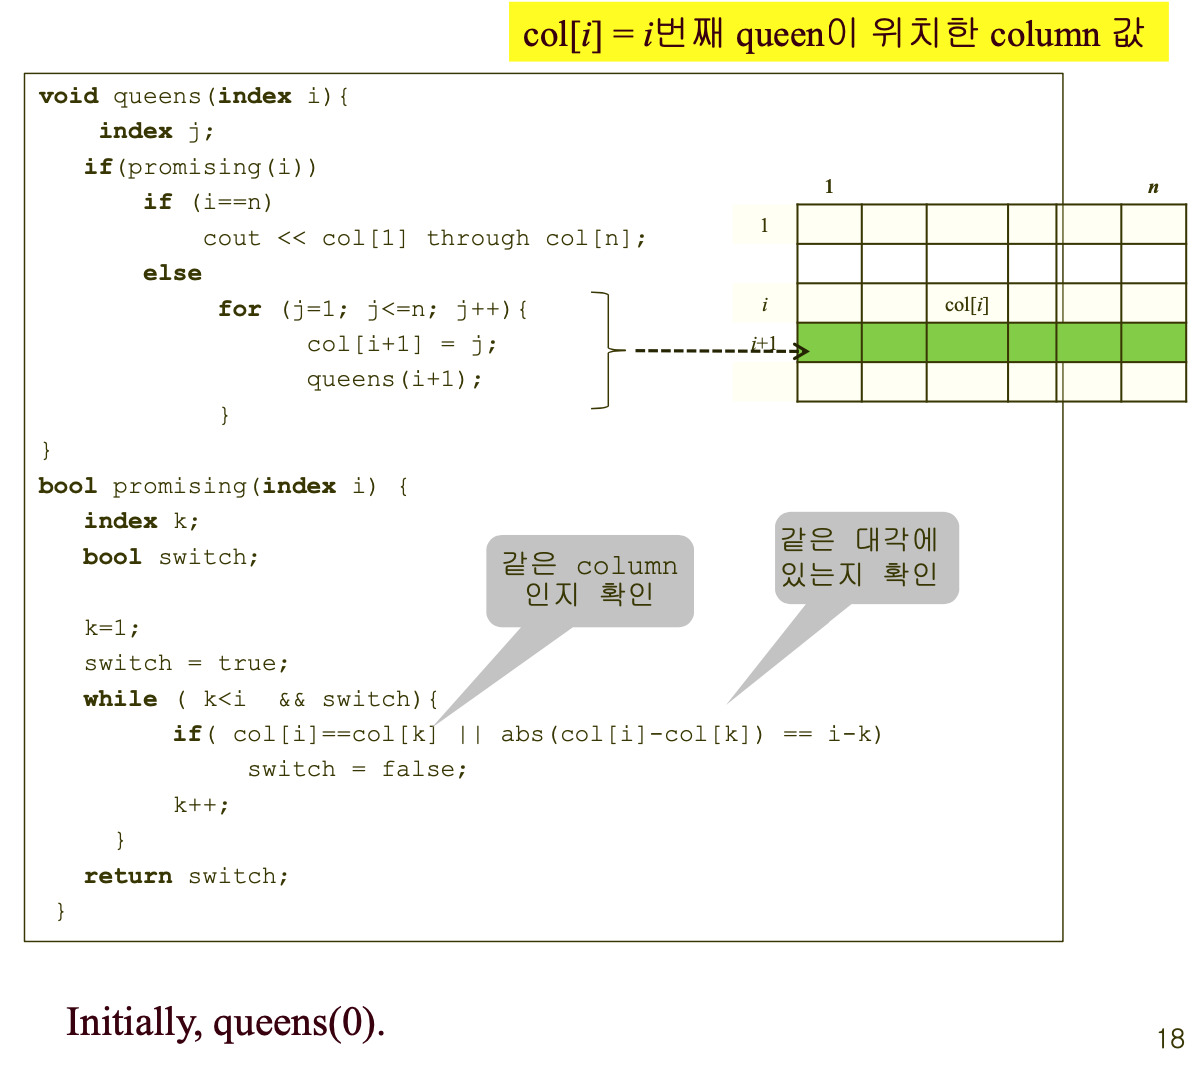 col[i] = i번째 queen이 위치한 column 값
void queens(index i){
index j;
if(promising(i))
if (i==n)
cout << col[1] through col[n];
else
for (j=1; j<=n; j++){
col[i+1] = j;
queens(i+1);
}
}
1 n
1
i col[i]
i+1
bool promising(index i) {
index k;
bool switch;
같은 column
인지 확인
같은 대각에
있는지 확인
k=1;
switch = true;
while ( k<i && switch){
if( col[i]==col[k] || abs(col[i]-col[k]) == i-k)
switch = false;
k++;
}
return switch;
}
Initially, queens(0).
18